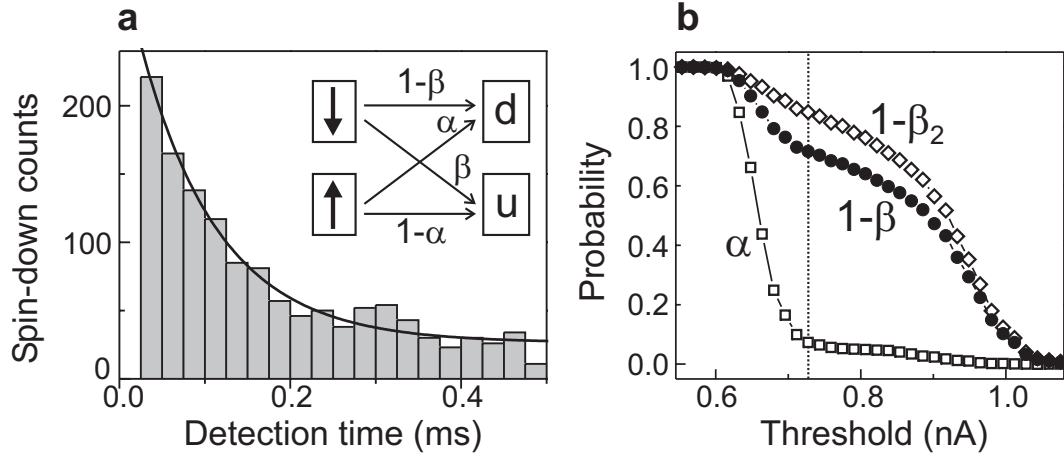 a
Spin-down counts
200
100
0
0.0
0.2
0.4
Detection time (ms)
1-β
α
β
1-α
d
u
b
Probability
1.0
0.8
0.6
0.4
0.2
0.0
0.6
0.8
1.0
Threshold (nA)
1-β₂
1-β
α